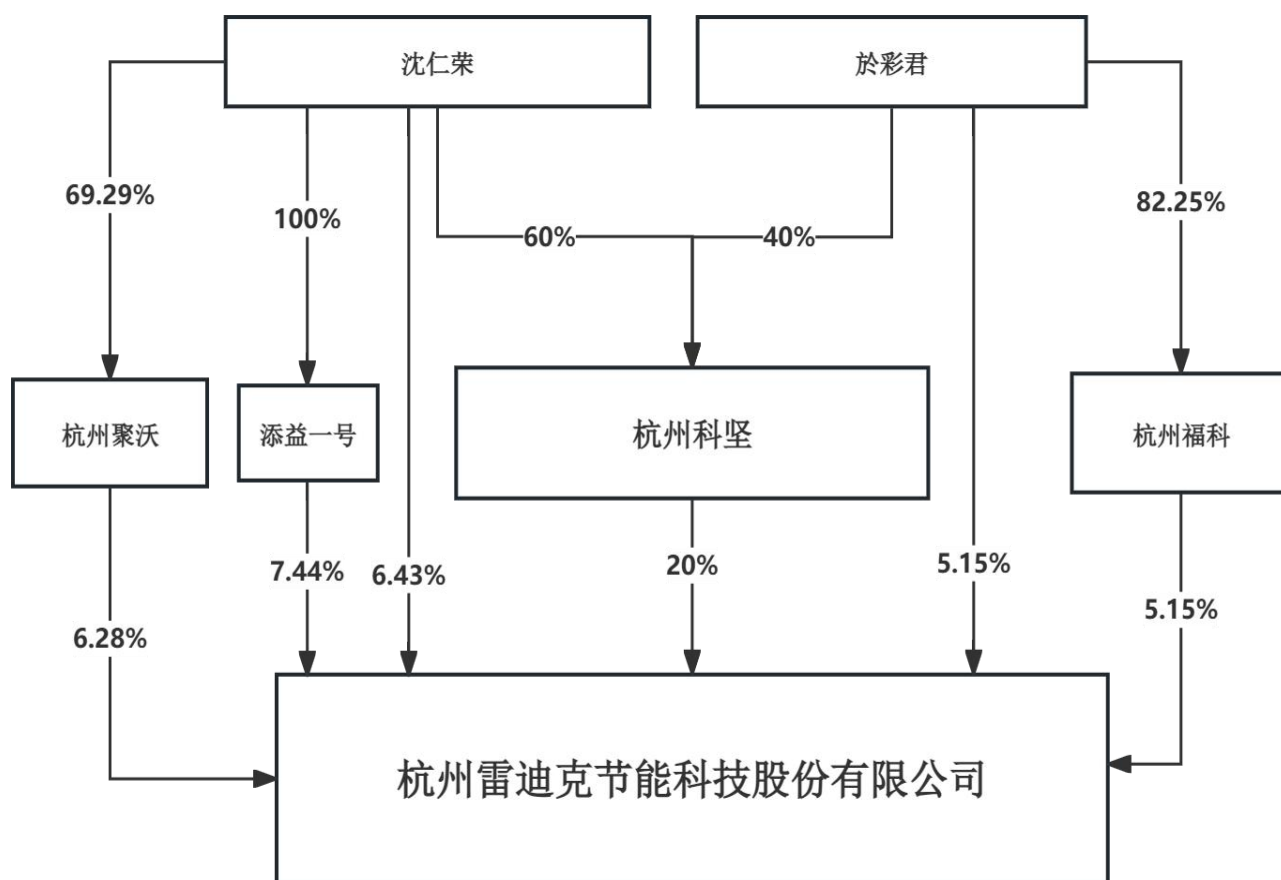 沈仁荣
於彩君
69.29%
100%
82.25%
60%
40%
杭州聚沃
添益一号
杭州科坚
杭州福科
7.44%
6.43%
20%
5.15%
6.28%
5.15%
杭州雷迪克节能科技股份有限公司